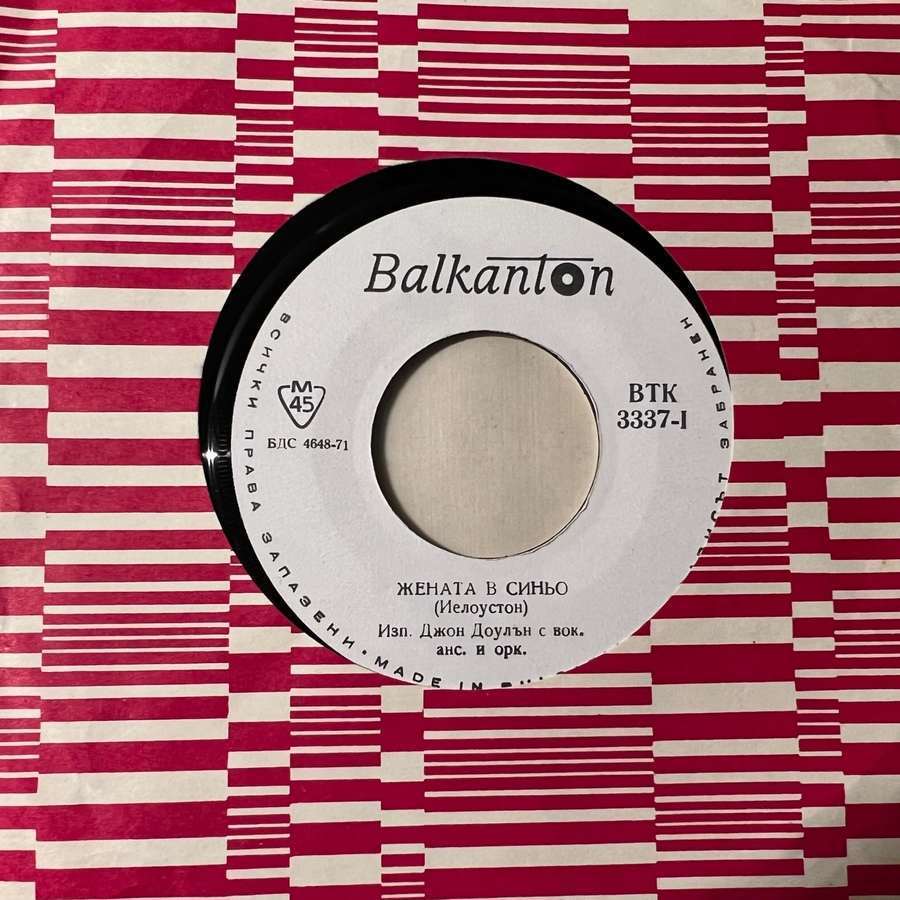 Balkanton
М
45
БДС 4648-71
ВТК
3337-I
ЖЕНАТА В СИНЬО
(Иелоустон)
Изп. Джон Доулън с вок.
анс. и орк.
ВСИЧКИ ПРАВА ЗАПАЗЕНИ • MADE IN
ЗАБРАНЕН